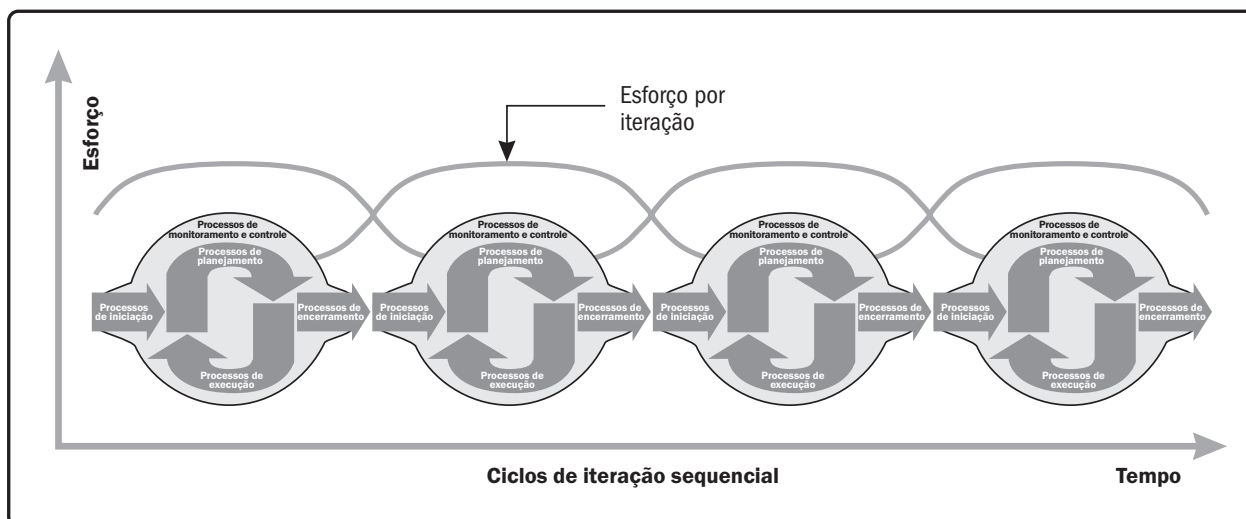 Esforço
Esforço por
iteração
Processos de
monitoramento e controle
Processos de
planejamento
Processos
de iniciação
Processos de
encerramento
Processos de
execução
Processos de
monitoramento e controle
Processos de
planejamento
Processos
de iniciação
Processos de
encerramento
Processos de
execução
Processos de
monitoramento e controle
Processos de
planejamento
Processos
de iniciação
Processos de
encerramento
Processos de
execução
Processos de
monitoramento e controle
Processos de
planejamento
Processos
de iniciação
Processos de
encerramento
Processos de
execução
Ciclos de iteração sequencial
Tempo